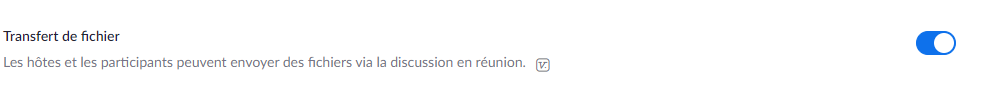 Transfert de fichier
Les hôtes et les participants peuvent envoyer des fichiers via la discussion en réunion.